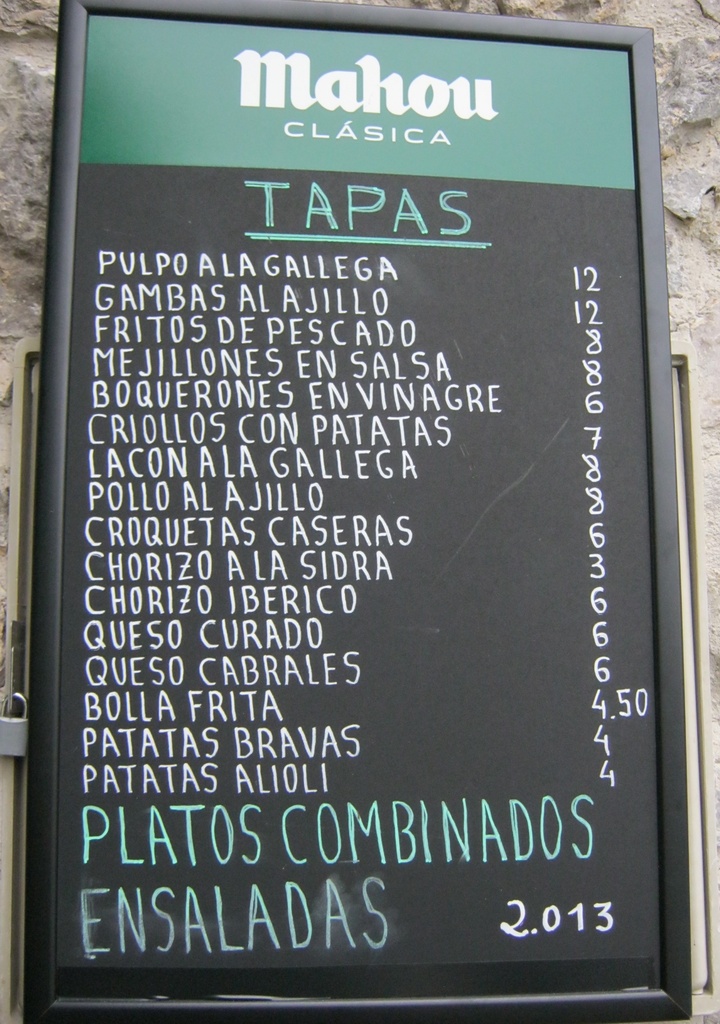 Mahou
CLÁSICA
TAPAS
PULPO A LA GALLEGA 12
GAMBAS AL AJILLO 12
FRITOS DE PESCADO 8
MEJILLONES EN SALSA 8
BOQUERONES EN VINAGRE 6
CRIOLLOS CON PATATAS 7
LACON A LA GALLEGA 8
POLLO AL AJILLO 8
CROQUETAS CASERAS 6
CHORIZO A LA SIDRA 3
CHORIZO IBERICO 6
QUESO CURADO 6
QUESO CABRALES 6
BOLLA FRITA 4.50
PATATAS BRAVAS 4
PATATAS ALIOLI 4
PLATOS COMBINADOS
ENSALADAS 2.013